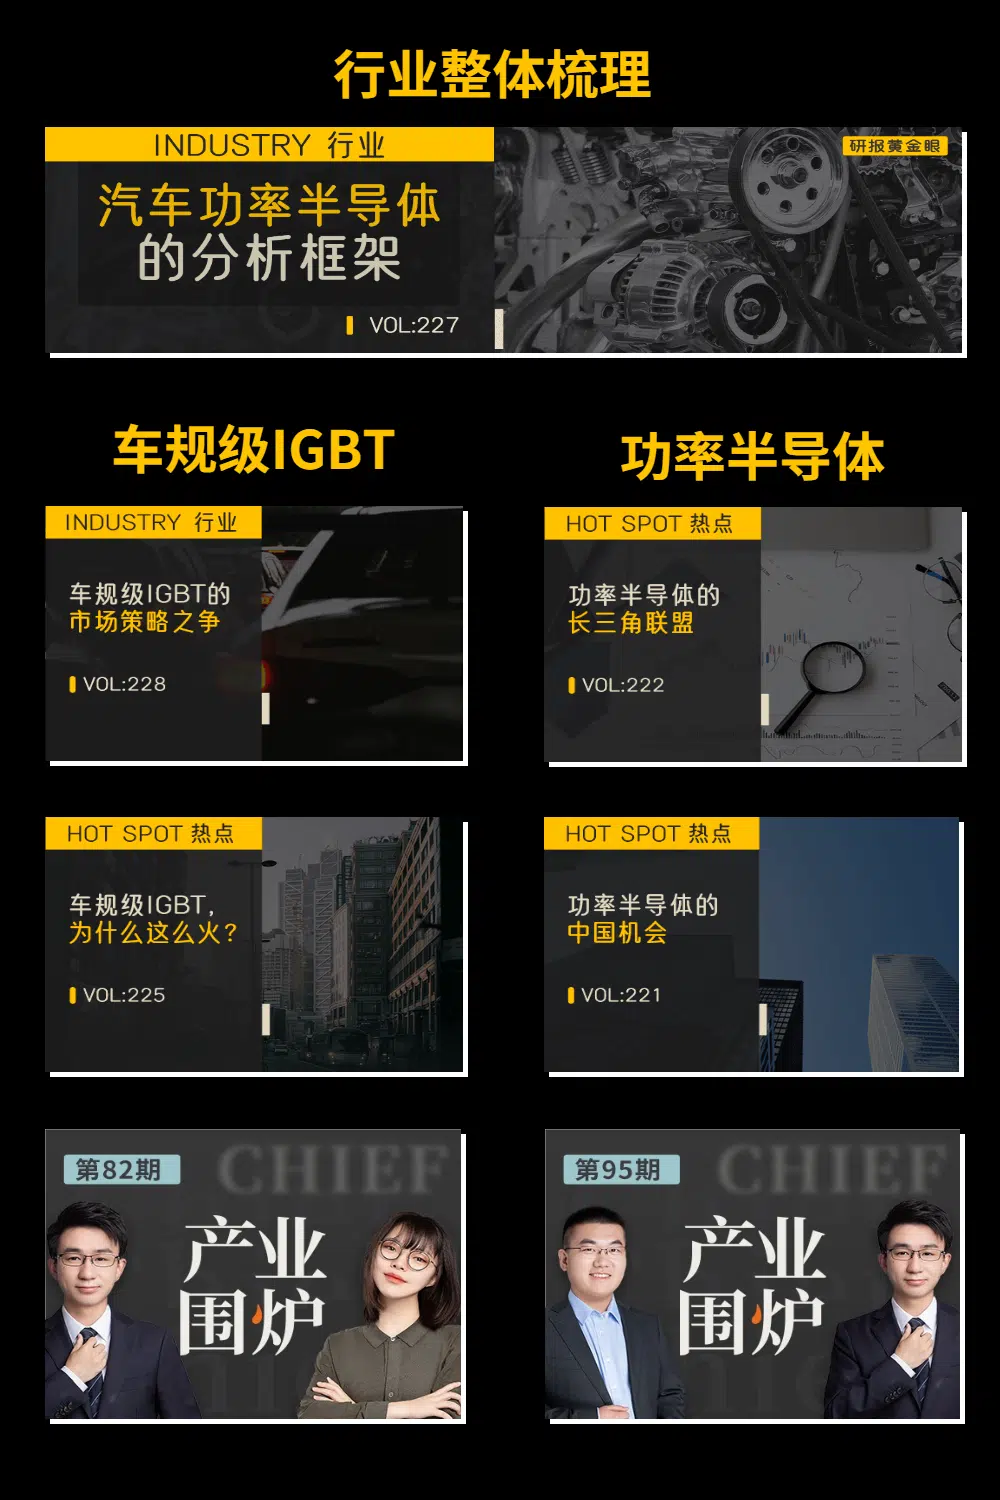 行业整体梳理
INDUSTRY 行业
研报黄金眼
汽车功率半导体
的分析框架
VOL:227
车规级IGBT
INDUSTRY 行业
车规级IGBT的
市场策略之争
VOL:228
HOT SPOT 热点
车规级IGBT,
为什么这么火?
VOL:225
第82期
CHIEF
产业
围炉
功率半导体
HOT SPOT 热点
功率半导体的
长三角联盟
VOL:222
HOT SPOT 热点
功率半导体的
中国机会
VOL:221
第95期
CHIEF
产业
围炉